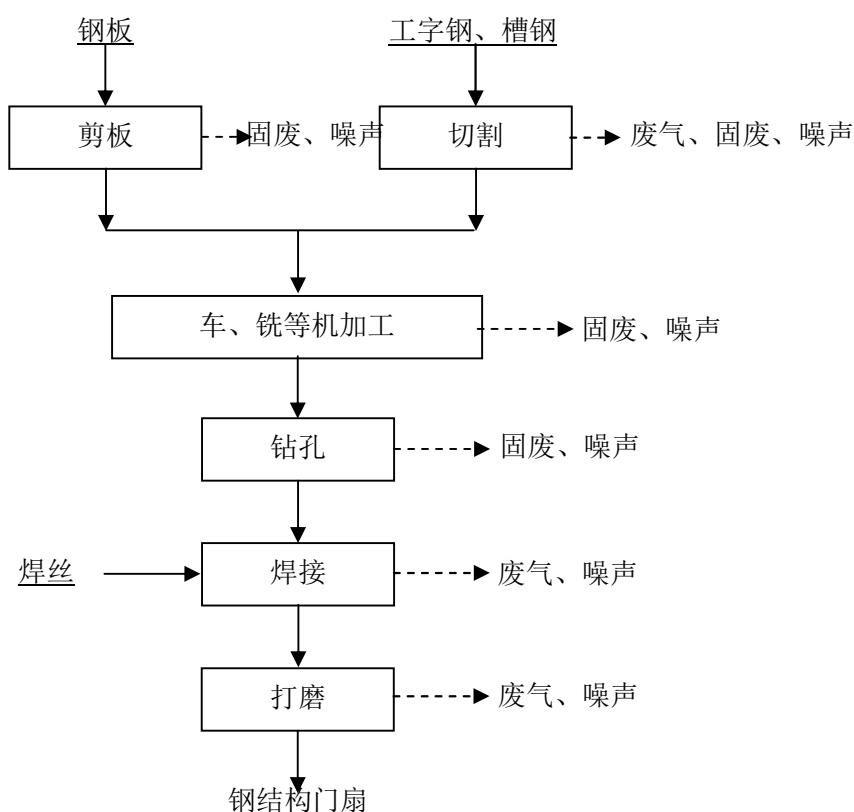 钢板
工字钢、槽钢
剪板
固废、噪声
切割
废气、固废、噪声
车、铣等机加工
固废、噪声
钻孔
固废、噪声
焊丝
焊接
废气、噪声
打磨
废气、噪声
钢结构门扇